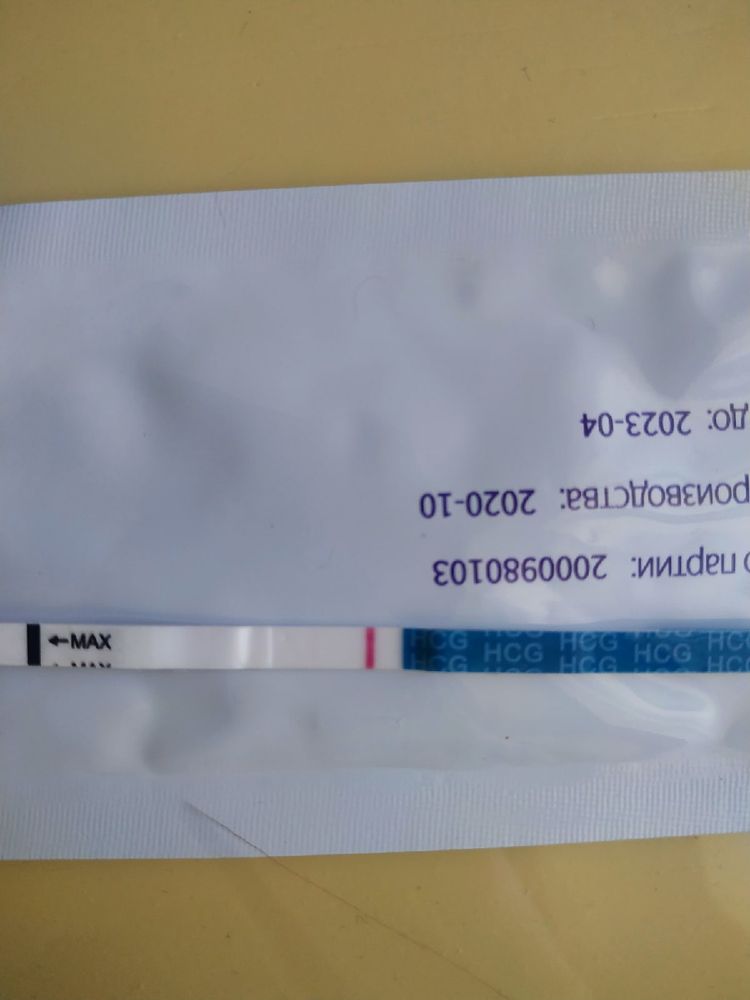 партии: 2000980103
роизводства: 2020-10
до: 2023-04
←MAX
HCG HCG HCG
HCG HCG